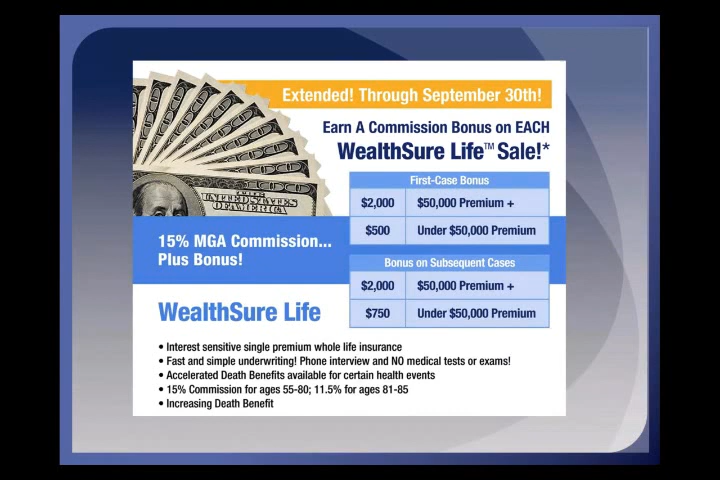 Extended! Through September 30th!
Earn A Commission Bonus on EACH
WealthSure Life™ Sale!*
UNITED STATES
OF AMERICA
First-Case Bonus
$2,000 $50,000 Premium +
$500 Under $50,000 Premium
15% MGA Commission...
Plus Bonus!
Bonus on Subsequent Cases
$2,000 $50,000 Premium +
$750 Under $50,000 Premium
WealthSure Life
• Interest sensitive single premium whole life insurance
• Fast and simple underwriting! Phone interview and NO medical tests or exams!
• Accelerated Death Benefits available for certain health events
• 15% Commission for ages 55-80; 11.5% for ages 81-85
• Increasing Death Benefit